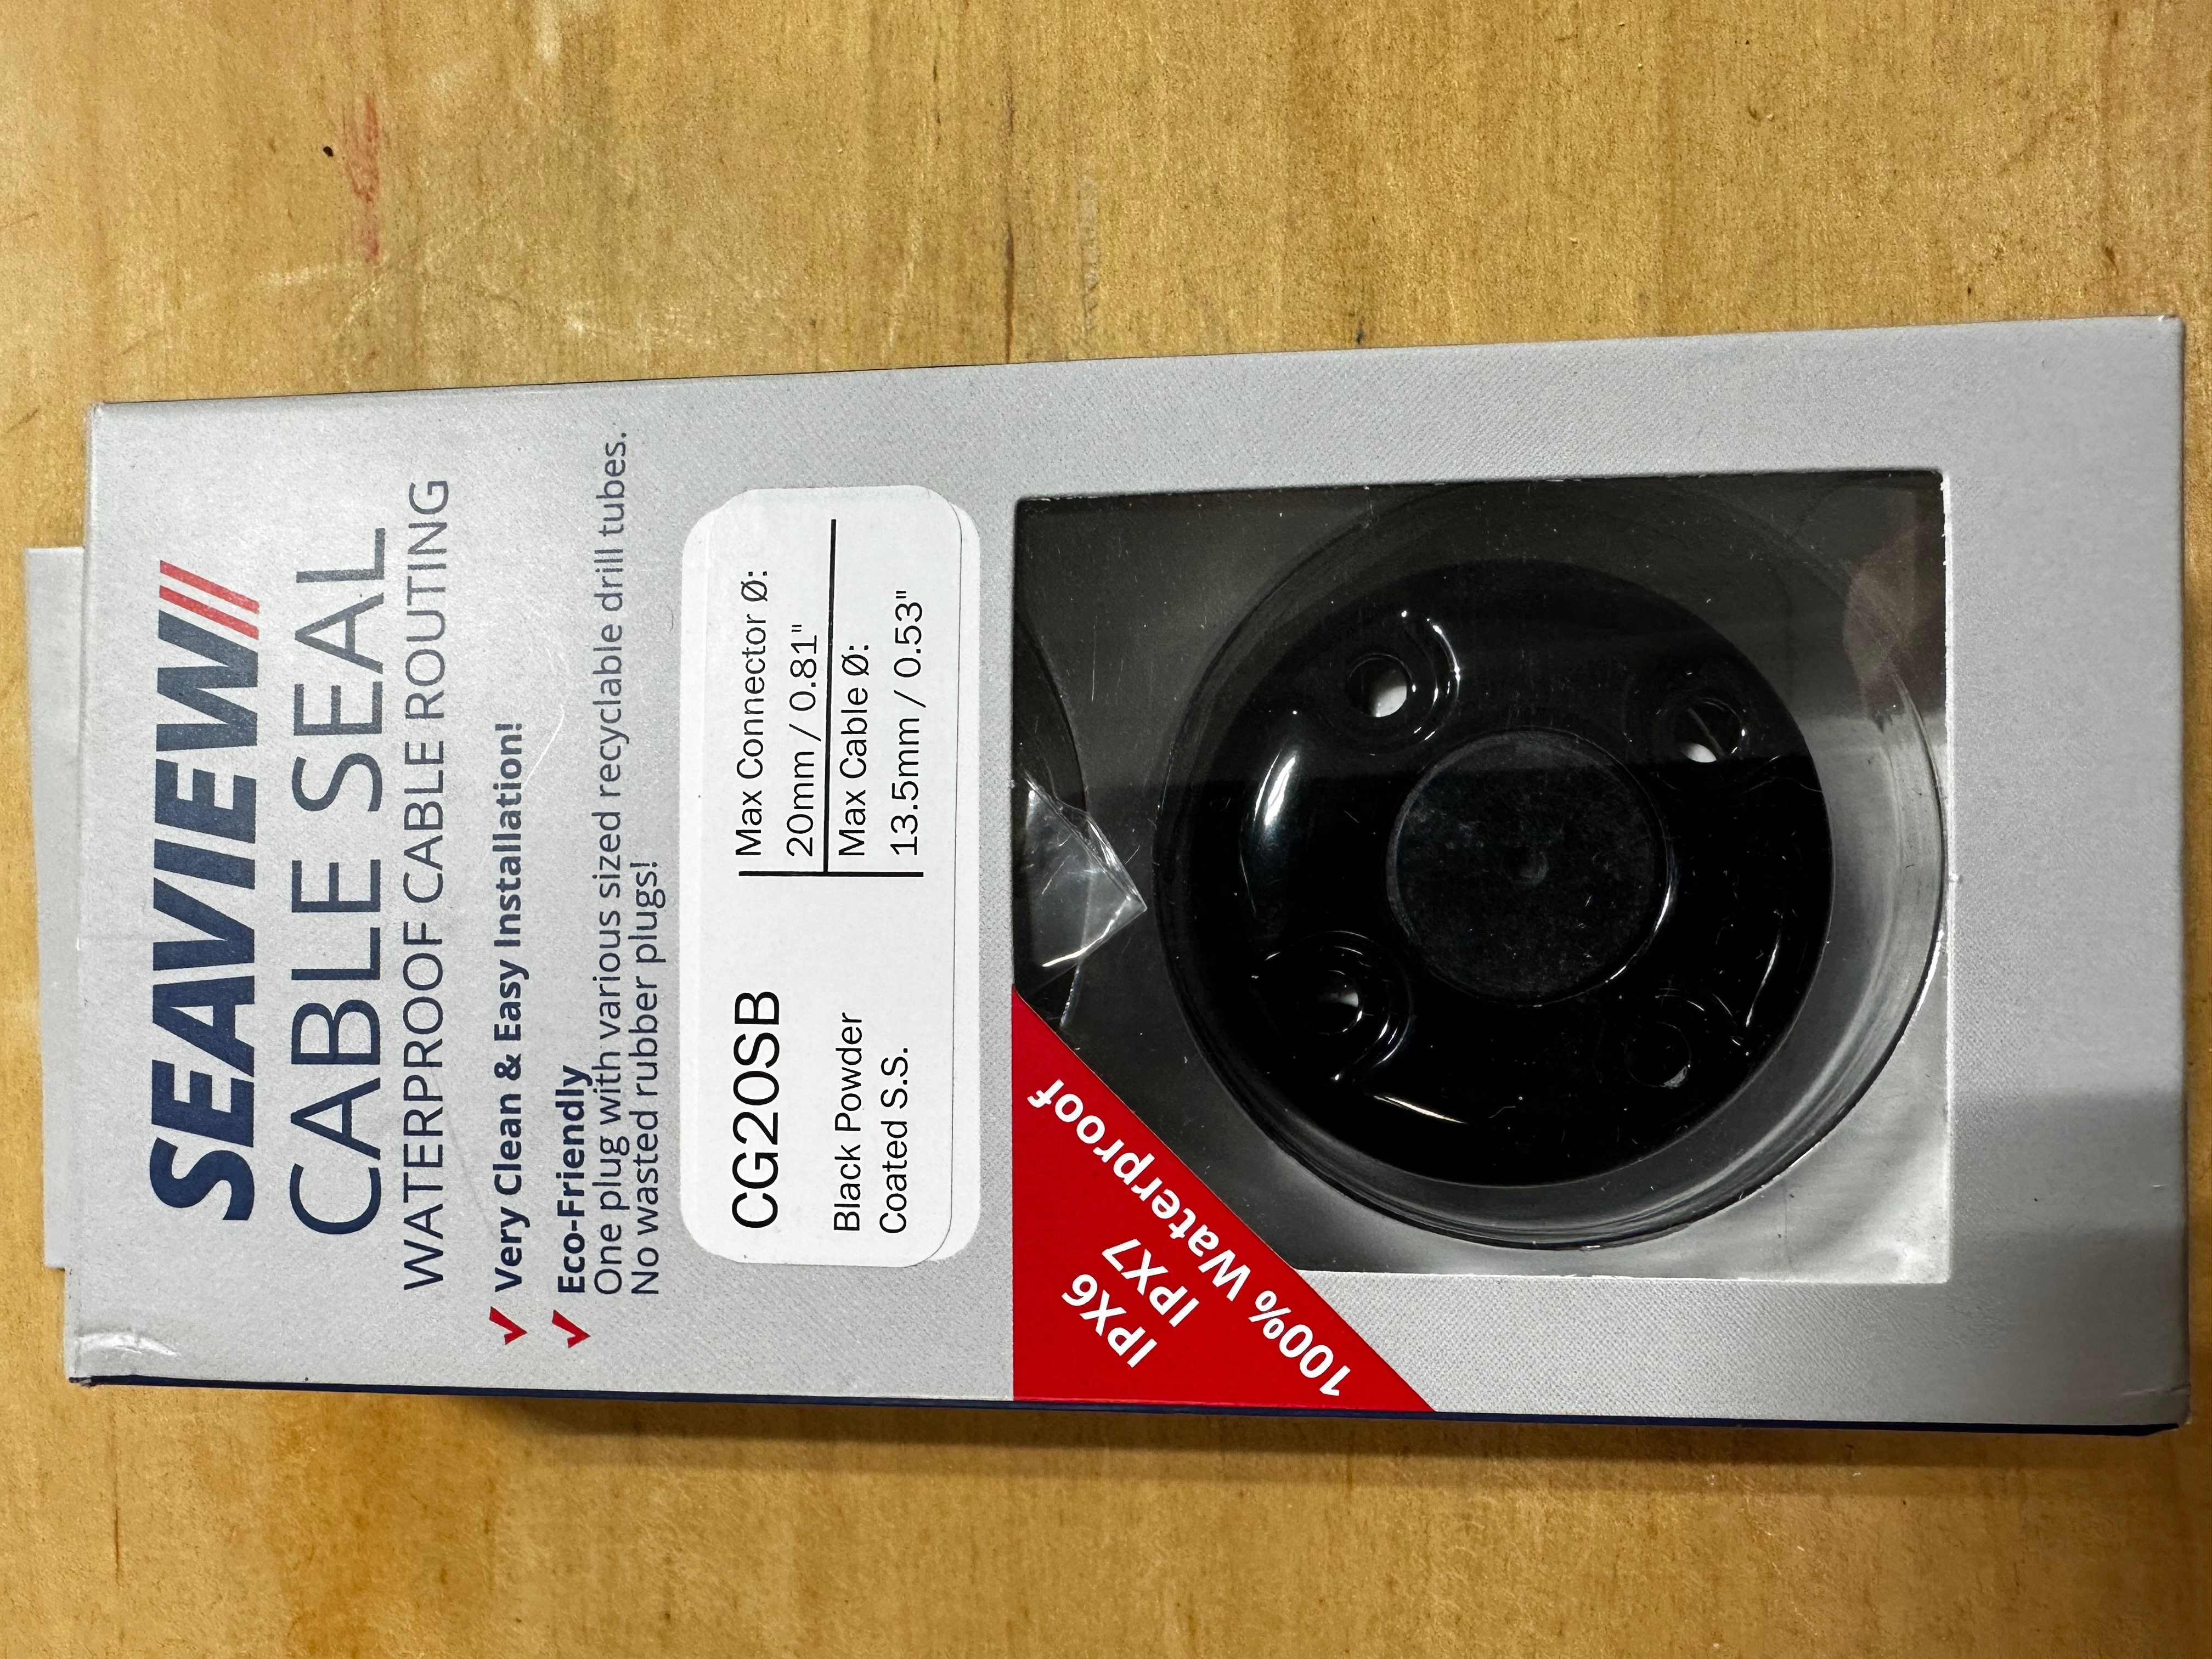 SEAVIEW
CABLE SEAL
WATERPROOF CABLE ROUTING
Very Clean & Easy Installation!
Eco-Friendly
One plug with various sized recyclable drill tubes.
No wasted rubber plugs!
CG20SB
Black Powder
Coated S.S.
Max Connector Ø:
20mm / 0.81"
Max Cable Ø:
13.5mm / 0.53"
IPX6
IPX7
100% Waterproof